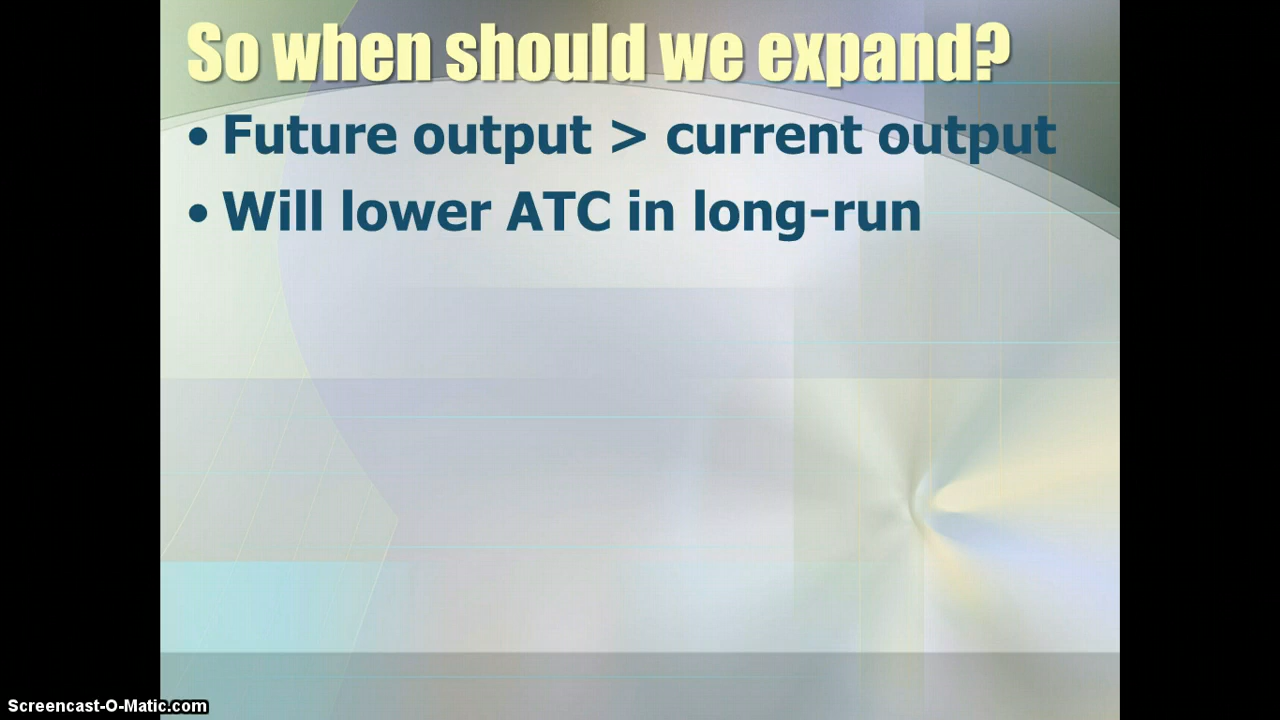 So when should we expand?
• Future output > current output
• Will lower ATC in long-run
Screencast-O-Matic.com